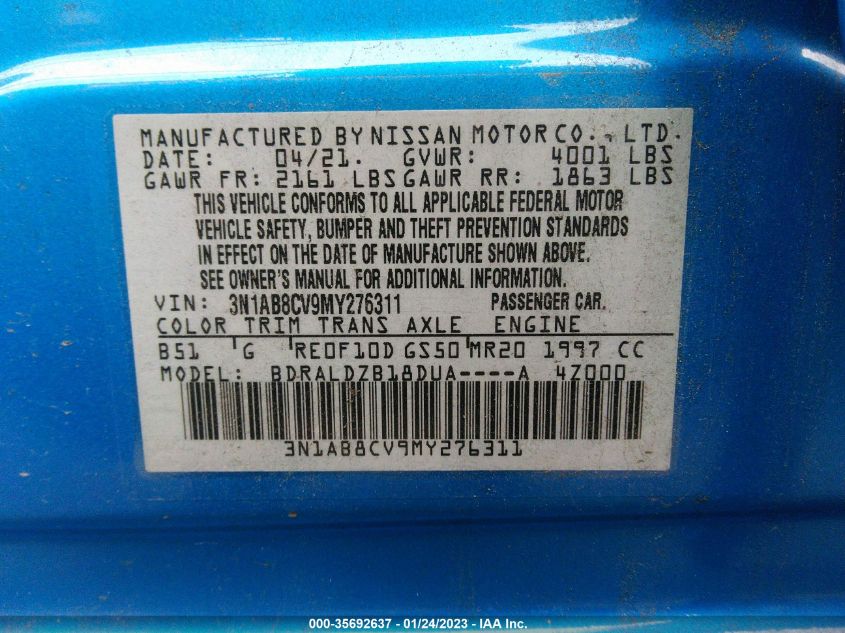 MANUFACTURED BY NISSAN MOTOR CO., LTD.
DATE: 04/21. GVWR: 4001 LBS
GAWR FR: 2161 LBS GAWR RR: 1863 LBS
THIS VEHICLE CONFORMS TO ALL APPLICABLE FEDERAL MOTOR
VEHICLE SAFETY, BUMPER AND THEFT PREVENTION STANDARDS
IN EFFECT ON THE DATE OF MANUFACTURE SHOWN ABOVE.
SEE OWNER'S MANUAL FOR ADDITIONAL INFORMATION.
VIN: 3N1AB8CV9MY276311 PASSENGER CAR.
COLOR TRIM TRANS AXLE ENGINE
B51 G RE0F10D GS50 MR20 1997 CC
MODEL: BDRALDZB18DUA----A 4Z000
3N1AB8CV9MY276311
000-35692637 - 01/24/2023 - IAA Inc.